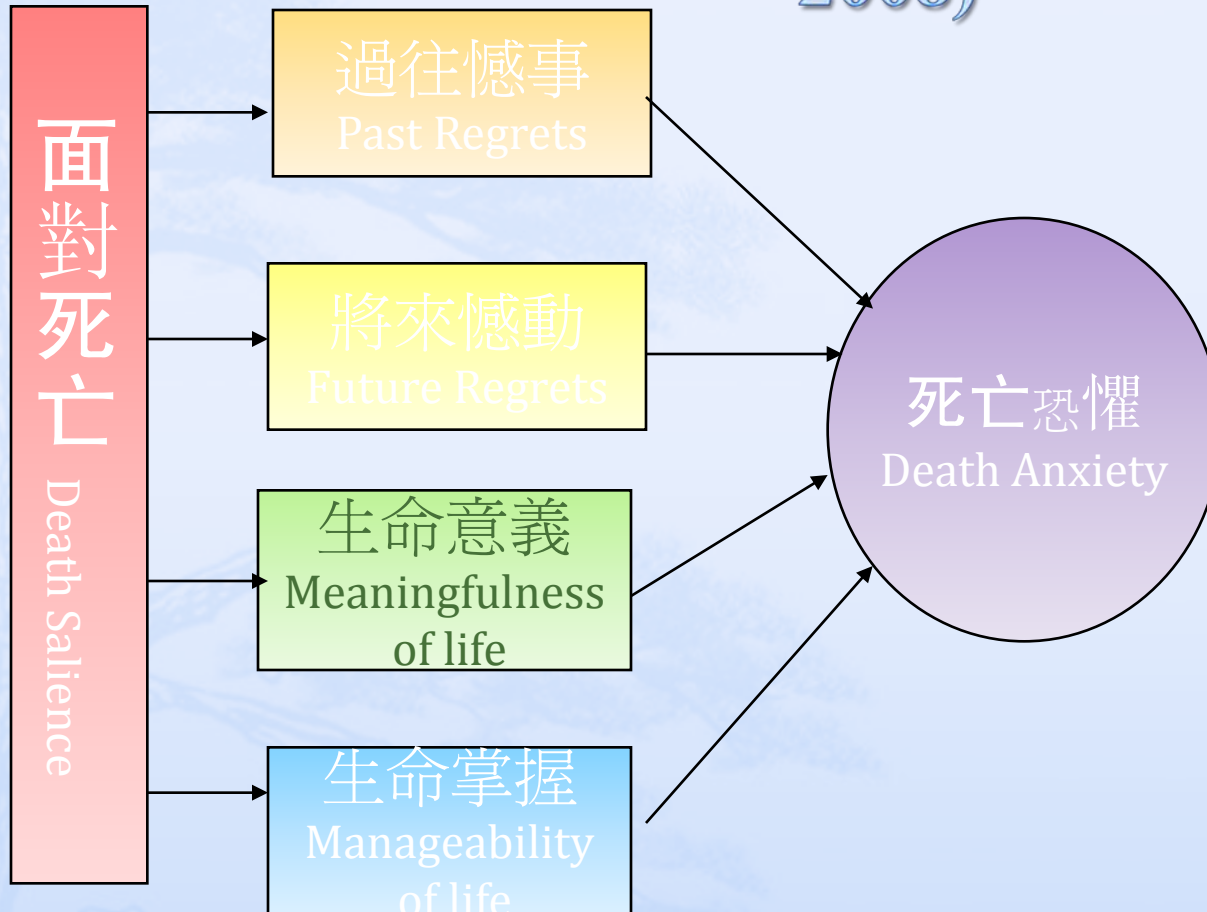 2008)
面對死亡 Death Salience
過往憾事
Past Regrets
將來憾動
Future Regrets
生命意義
Meaningfulness
of life
生命掌握
Manageability
of life
死亡恐懼
Death Anxiety